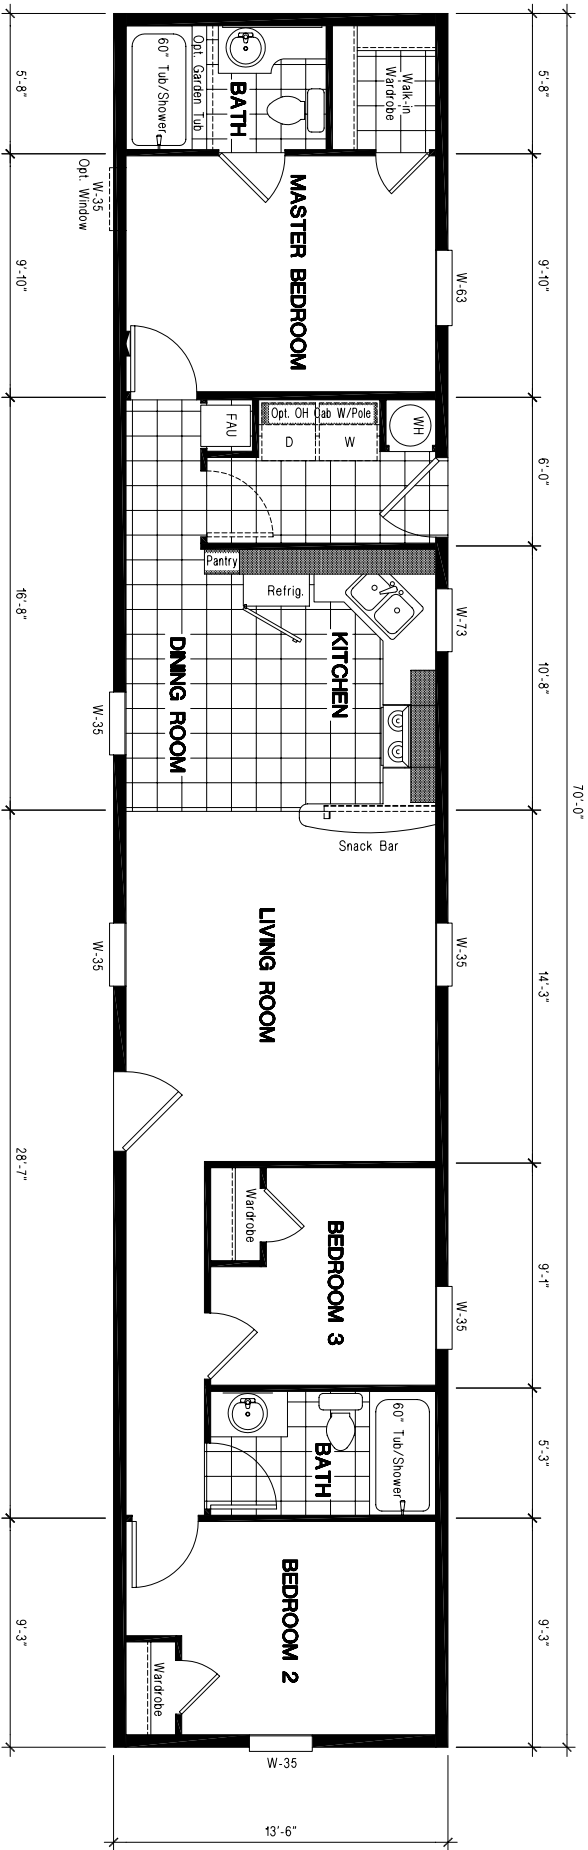 5'-8"
60" Tub/Shower
Opt. Garden Tub
BATH
Walk-in
Wardrobe
5'-8"
W-35
Opt. Window
MASTER BEDROOM
W-63
9'-10"
9'-10"
FAU
Opt. OH Cab W/Pole
D
W
WH
6'-0"
Pantry
Refrig.
16'-8"
KITCHEN
DINING ROOM
W-73
10'-8"
W-35
70'-0"
Snack Bar
LIVING ROOM
W-35
W-35
14'-3"
28'-7"
Wardrobe
BEDROOM 3
W-35
9'-1"
60" Tub/Shower
BATH
5'-3"
BEDROOM 2
9'-3"
9'-3"
Wardrobe
W-35
13'-6"